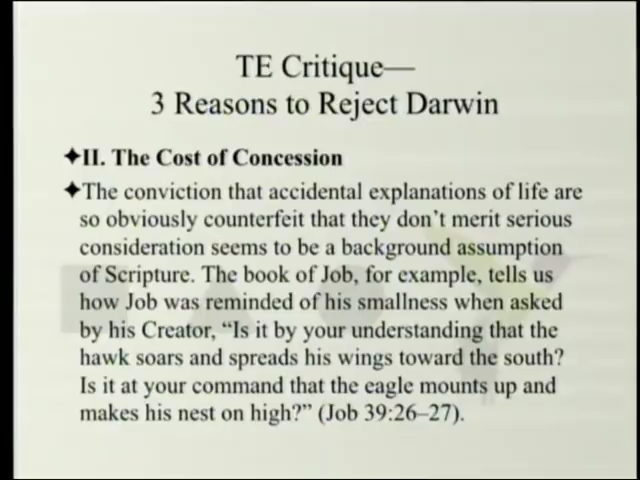 TE Critique—
3 Reasons to Reject Darwin
✦II. The Cost of Concession
✦The conviction that accidental explanations of life are
so obviously counterfeit that they don't merit serious
consideration seems to be a background assumption
of Scripture. The book of Job, for example, tells us
how Job was reminded of his smallness when asked
by his Creator, “Is it by your understanding that the
hawk soars and spreads his wings toward the south?
Is it at your command that the eagle mounts up and
makes his nest on high?” (Job 39:26–27).